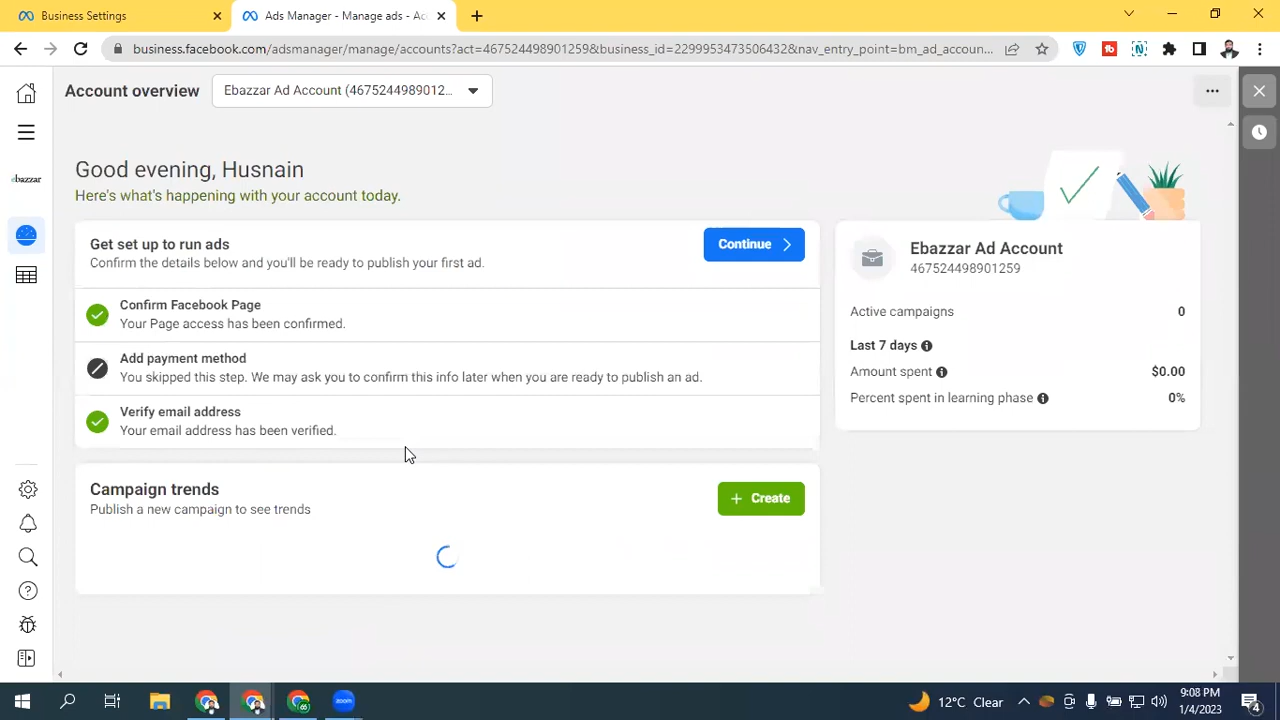 Business Settings
Ads Manager - Manage ads - Acc
business.facebook.com/adsmanager/manage/accounts?act=467524498901259&business_id=2299953473506432&nav_entry_point=bm_ad_accoun...
Account overview
Ebazzar Ad Account (4675244989012...
ebazzar
Good evening, Husnain
Here's what's happening with your account today.
Get set up to run ads
Continue
Confirm the details below and you'll be ready to publish your first ad.
Confirm Facebook Page
Your Page access has been confirmed.
Add payment method
You skipped this step. We may ask you to confirm this info later when you are ready to publish an ad.
Verify email address
Your email address has been verified.
Campaign trends
Publish a new campaign to see trends
+ Create
Ebazzar Ad Account
467524498901259
Active campaigns 0
Last 7 days
Amount spent $0.00
Percent spent in learning phase 0%
zoom
12°C Clear
9:08 PM
1/4/2023
4